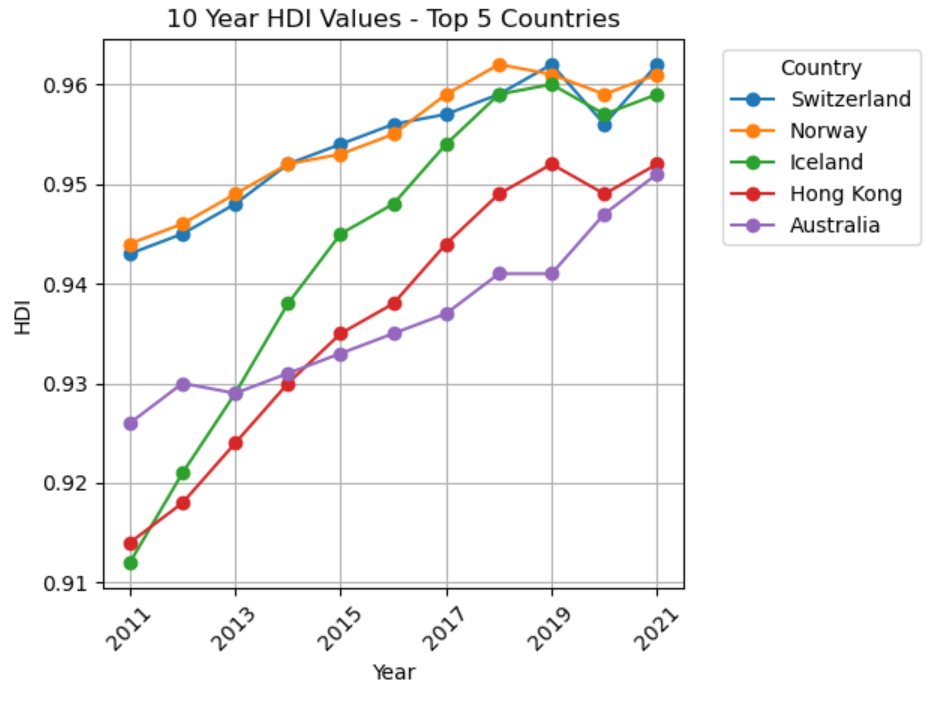 10 Year HDI Values - Top 5 Countries
Country
Switzerland
Norway
Iceland
Hong Kong
Australia
HDI
0.96
0.95
0.94
0.93
0.92
0.91
2011
2013
2015
2017
2019
2021
Year